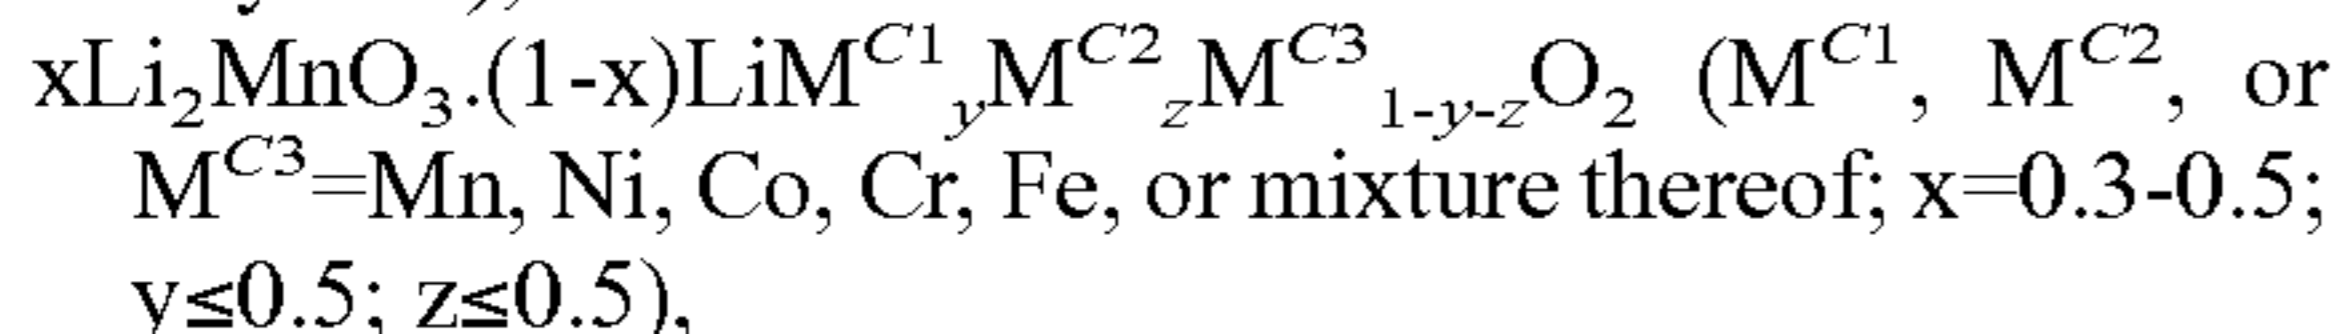 xLi₂MnO₃.(1-x)LiMᶜ¹yMᶜ²zMᶜ³1-y-zO₂ (Mᶜ¹, Mᶜ², or
Mᶜ³=Mn, Ni, Co, Cr, Fe, or mixture thereof; x=0.3-0.5;
y≤0.5; z≤0.5),